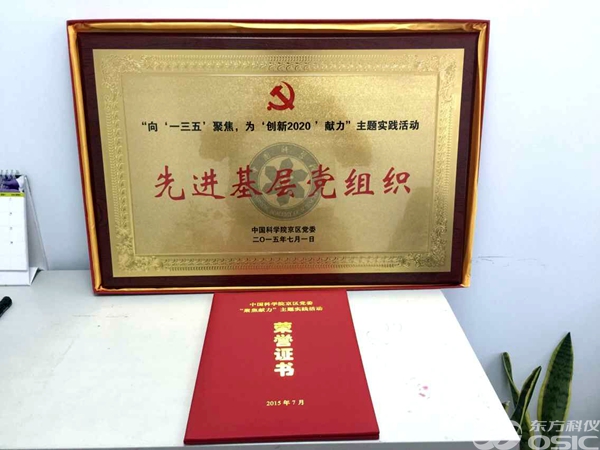 “向‘一三五’聚焦，为‘创新2020’献力”主题实践活动
先进基层党组织
中国科学院京区党委
二〇一五年七月一日
中国科学院京区党委
“聚焦献力”主题实践活动
荣誉证书
2015年7月
东方科仪
OSIC